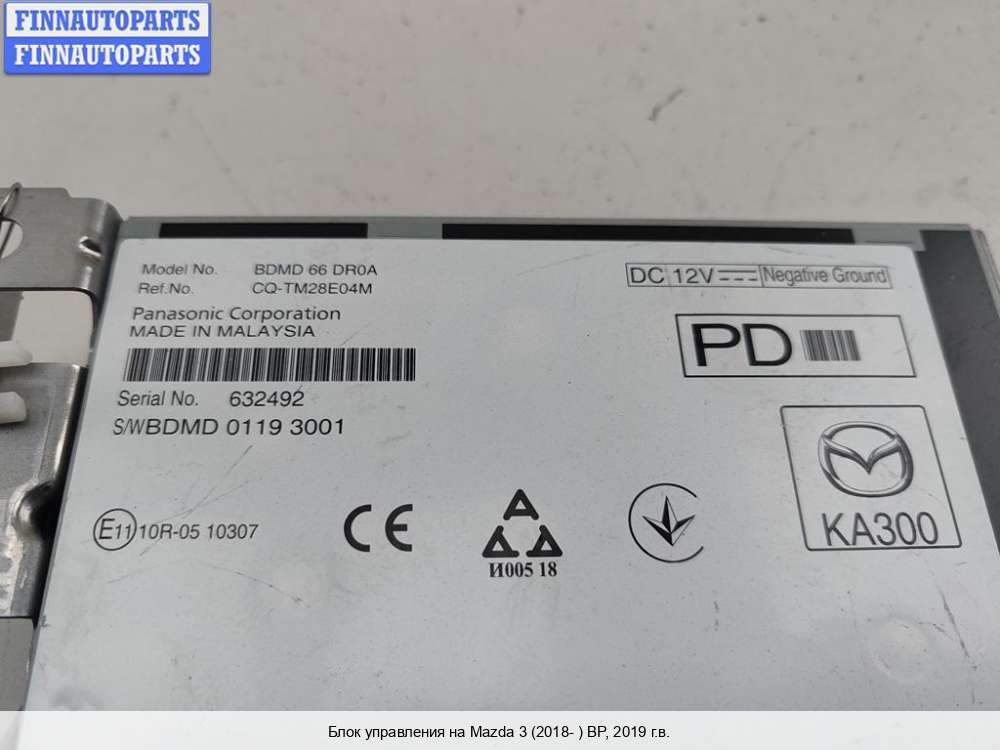 FINNAUTOPARTS
FINNAUTOPARTS
Model No. BDMD 66 DR0A
Ref.No. CQ-TM28E04M
DC 12V Negative Ground
Panasonic Corporation
MADE IN MALAYSIA
PD
Serial No. 632492
S/WBDMD 0119 3001
KA300
E11 10R-05 10307
CE
И005 18
Блок управления на Mazda 3 (2018- ) BP, 2019 г.в.